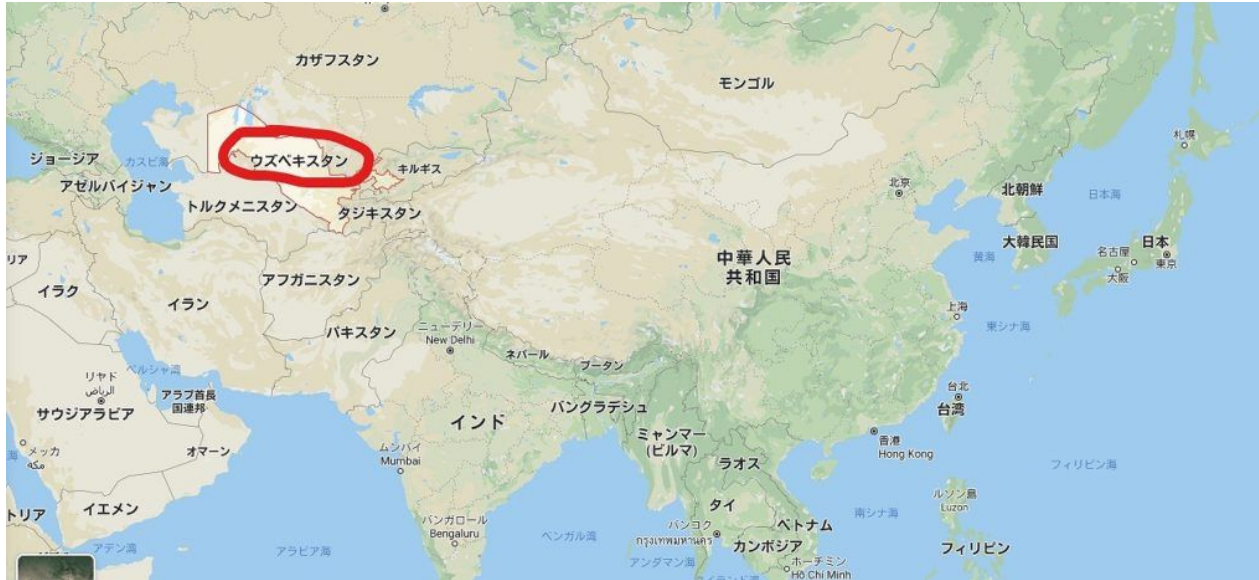 カザフスタン
モンゴル
札幌
ジョージア
カスピ海
ウズベキスタン
キルギス
アゼルバイジャン
北京
北朝鮮
日本海
トルクメニスタン
タジキスタン
大韓民国
名古屋
日本
東京
大阪
黄海
中華人民
共和国
リア
イラク
イラン
アフガニスタン
上海
東シナ海
パキスタン
ニューデリー
New Delhi
ネパール
ブータン
ペルシャ湾
リヤド
الرياض
サウジアラビア
アラブ首長
国連邦
台北
台湾
インド
バングラデシュ
ミャンマー
(ビルマ)
香港
Hong Kong
メッカ
مكة
海
オマーン
ムンバイ
Mumbai
ラオス
フィリピン海
ルソン島
Luzon
イエメン
トリア
タイ
南シナ海
バンガロール
Bengaluru
バンコク
กรุงเทพมหานคร
ベトナム
ベンガル湾
カンボジア
フィリピン
アデン湾
アラビア海
アンダマン海
ホーチミン
Hồ Chí Minh